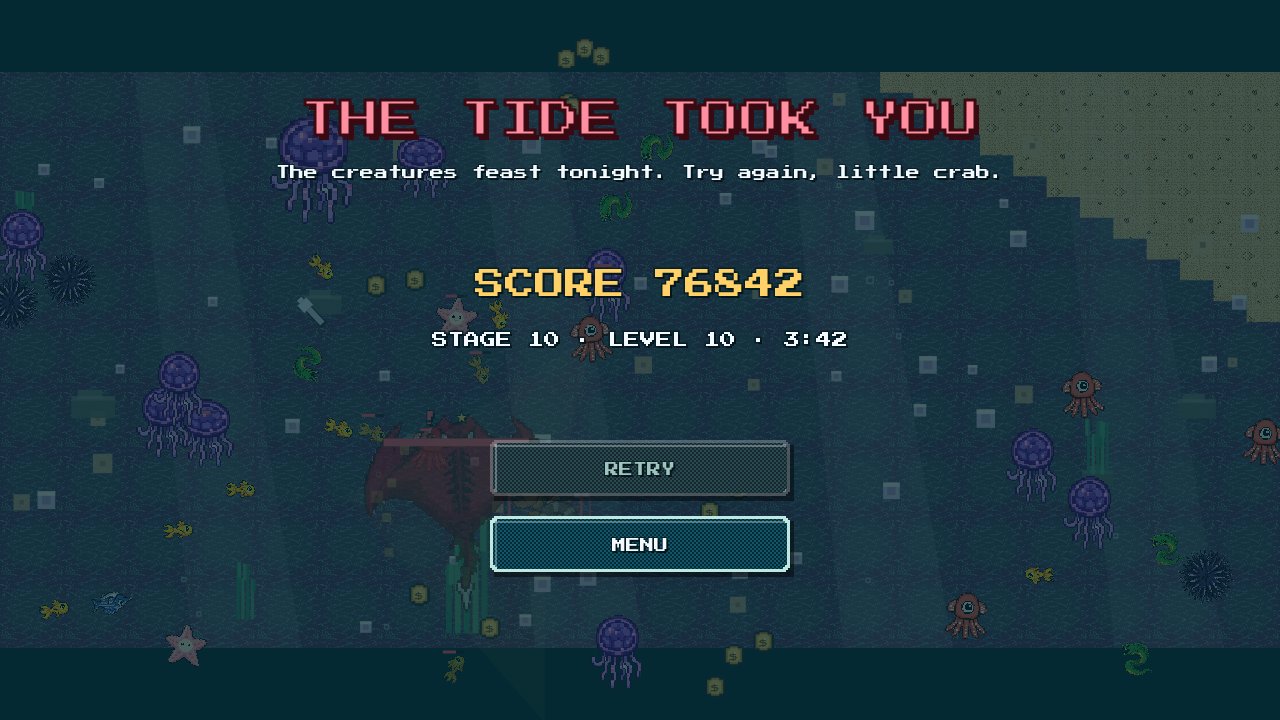 THE TIDE TOOK YOU
The creatures feast tonight. Try again, little crab.
SCORE 76842
STAGE 10 · LEVEL 10 · 3:42
RETRY
MENU